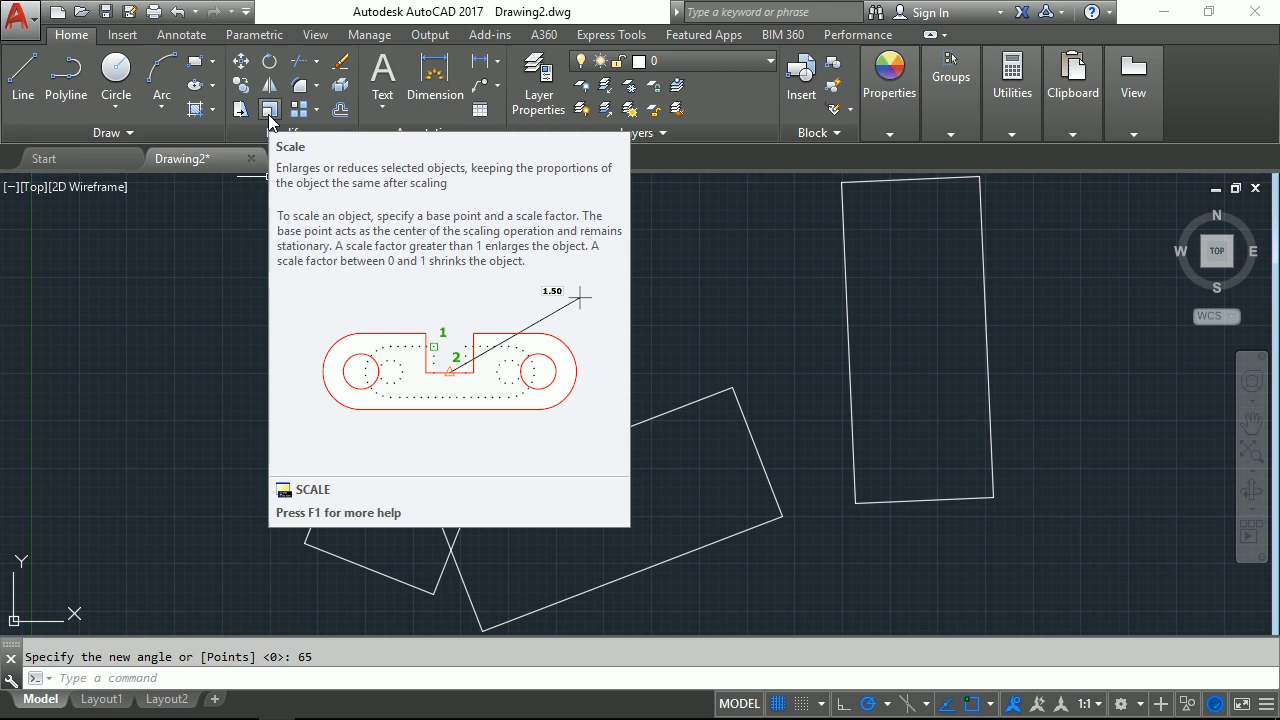 Autodesk AutoCAD 2017 Drawing2.dwg
Type a keyword or phrase
Sign In
Home Insert Annotate Parametric View Manage Output Add-ins A360 Express Tools Featured Apps BIM 360 Performance
0
Line Polyline Circle Arc
Text Dimension
Layer
Properties
Insert
Properties
Groups
Utilities
Clipboard
View
Draw
Block
Start
Drawing2*
[−][Top][2D Wireframe]
Scale
Enlarges or reduces selected objects, keeping the proportions of
the object the same after scaling
To scale an object, specify a base point and a scale factor. The
base point acts as the center of the scaling operation and remains
stationary. A scale factor greater than 1 enlarges the object. A
scale factor between 0 and 1 shrinks the object.
1.50
1
2
SCALE
Press F1 for more help
N
W TOP E
S
WCS
Y
X
Specify the new angle or [Points] <0>: 65
Type a command
Model Layout1 Layout2 +
MODEL
1:1